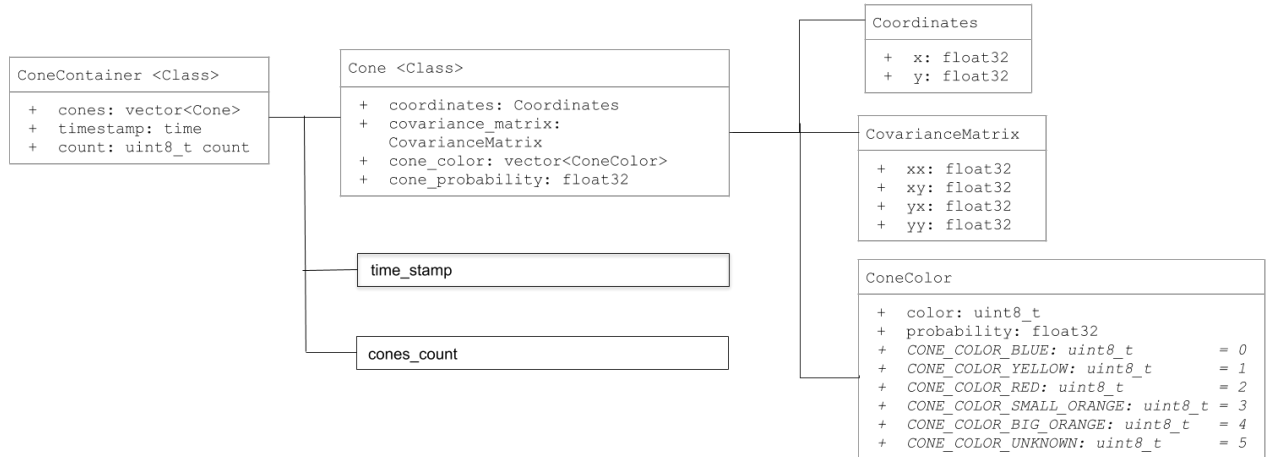 ConeContainer <Class>
+ cones: vector<Cone>
+ timestamp: time
+ count: uint8_t count
Cone <Class>
+ coordinates: Coordinates
+ covariance_matrix:
CovarianceMatrix
+ cone_color: vector<ConeColor>
+ cone_probability: float32
time_stamp
cones_count
Coordinates
+ x: float32
+ y: float32
CovarianceMatrix
+ xx: float32
+ xy: float32
+ yx: float32
+ yy: float32
ConeColor
+ color: uint8_t
+ probability: float32
+ CONE_COLOR_BLUE: uint8_t = 0
+ CONE_COLOR_YELLOW: uint8_t = 1
+ CONE_COLOR_RED: uint8_t = 2
+ CONE_COLOR_SMALL_ORANGE: uint8_t = 3
+ CONE_COLOR_BIG_ORANGE: uint8_t = 4
+ CONE_COLOR_UNKNOWN: uint8_t = 5